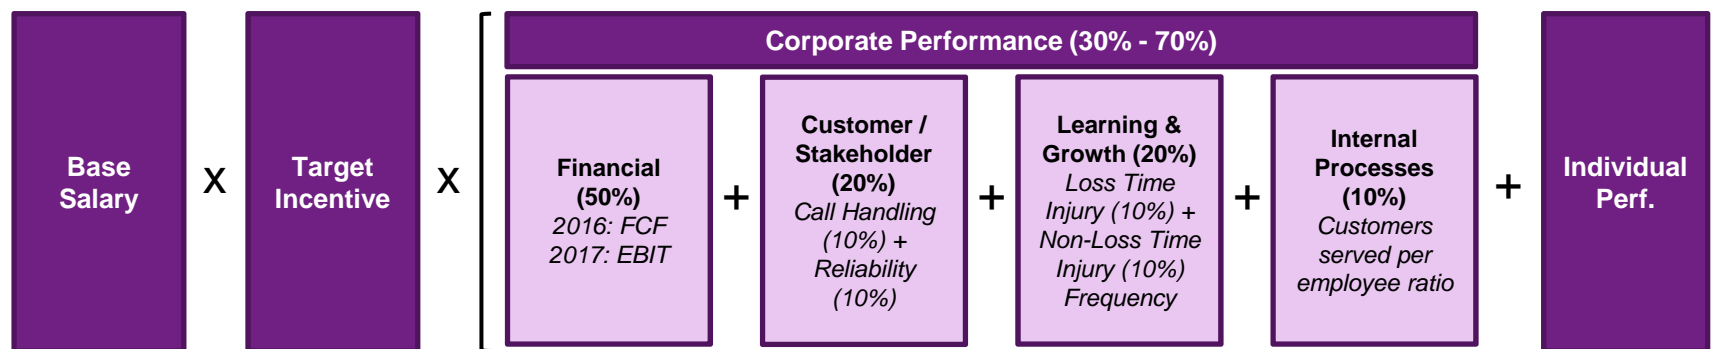 Corporate Performance (30% - 70%)
Base
Salary
X
Target
Incentive
X
Financial
(50%)
2016: FCF
2017: EBIT
+
Customer /
Stakeholder
(20%)
Call Handling
(10%) +
Reliability
(10%)
+
Learning &
Growth (20%)
Loss Time
Injury (10%) +
Non-Loss Time
Injury (10%)
Frequency
+
Internal
Processes
(10%)
Customers
served per
employee ratio
+
Individual
Perf.